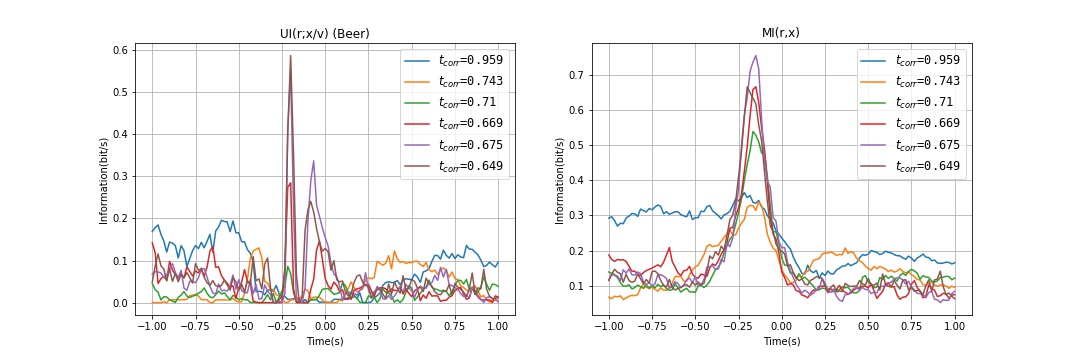 UI(r;x/v) (Beer)
Information(bit/s)
0.6
0.5
0.4
0.3
0.2
0.1
0.0
−1.00 −0.75 −0.50 −0.25 0.00 0.25 0.50 0.75 1.00
Time(s)
t_corr=0.959
t_corr=0.743
t_corr=0.71
t_corr=0.669
t_corr=0.675
t_corr=0.649
MI(r,x)
Information(bit/s)
0.7
0.6
0.5
0.4
0.3
0.2
0.1
−1.00 −0.75 −0.50 −0.25 0.00 0.25 0.50 0.75 1.00
Time(s)
t_corr=0.959
t_corr=0.743
t_corr=0.71
t_corr=0.669
t_corr=0.675
t_corr=0.649